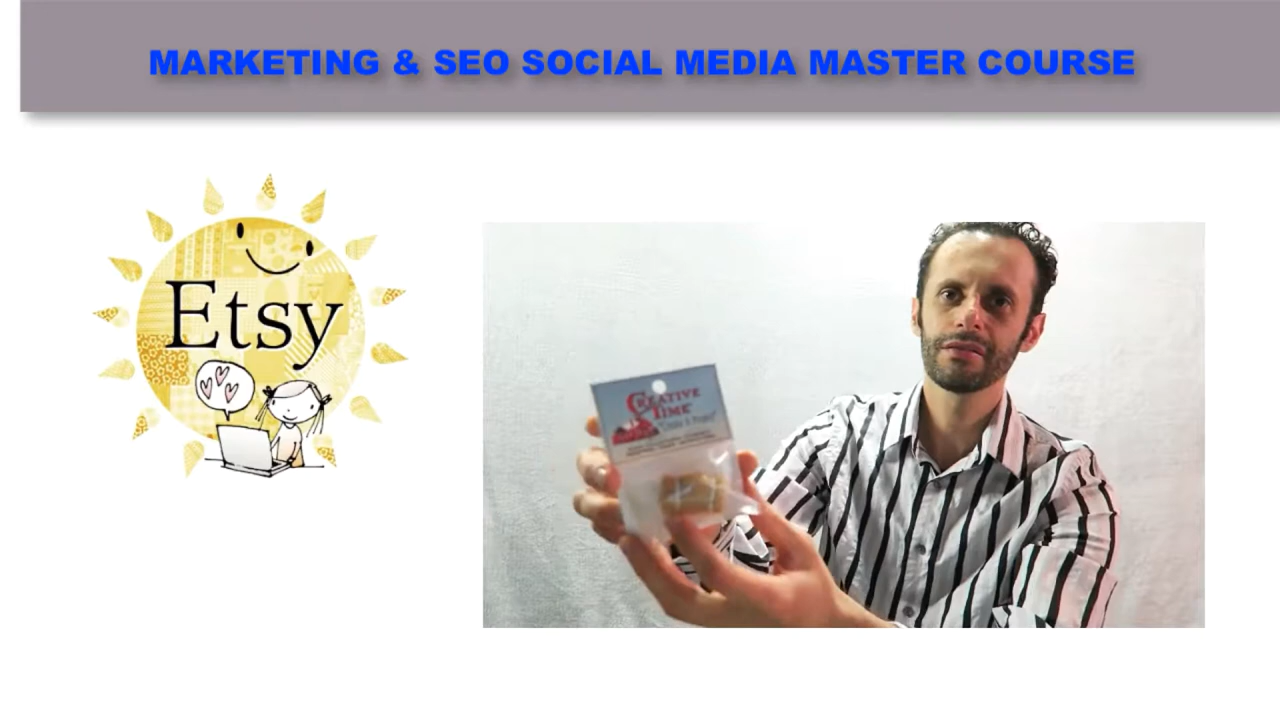 MARKETING & SEO SOCIAL MEDIA MASTER COURSE
Etsy
CREATIVE
TIME